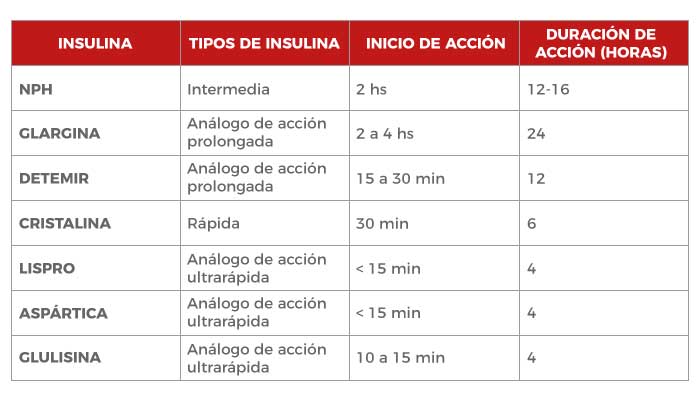 INSULINA TIPOS DE INSULINA INICIO DE ACCIÓN DURACIÓN DE
ACCIÓN (HORAS)
NPH Intermedia 2 hs 12-16
GLARGINA Análogo de acción
prolongada 2 a 4 hs 24
DETEMIR Análogo de acción
prolongada 15 a 30 min 12
CRISTALINA Rápida 30 min 6
LISPRO Análogo de acción
ultrarápida < 15 min 4
ASPÁRTICA Análogo de acción
ultrarápida < 15 min 4
GLULISINA Análogo de acción
ultrarápida 10 a 15 min 4